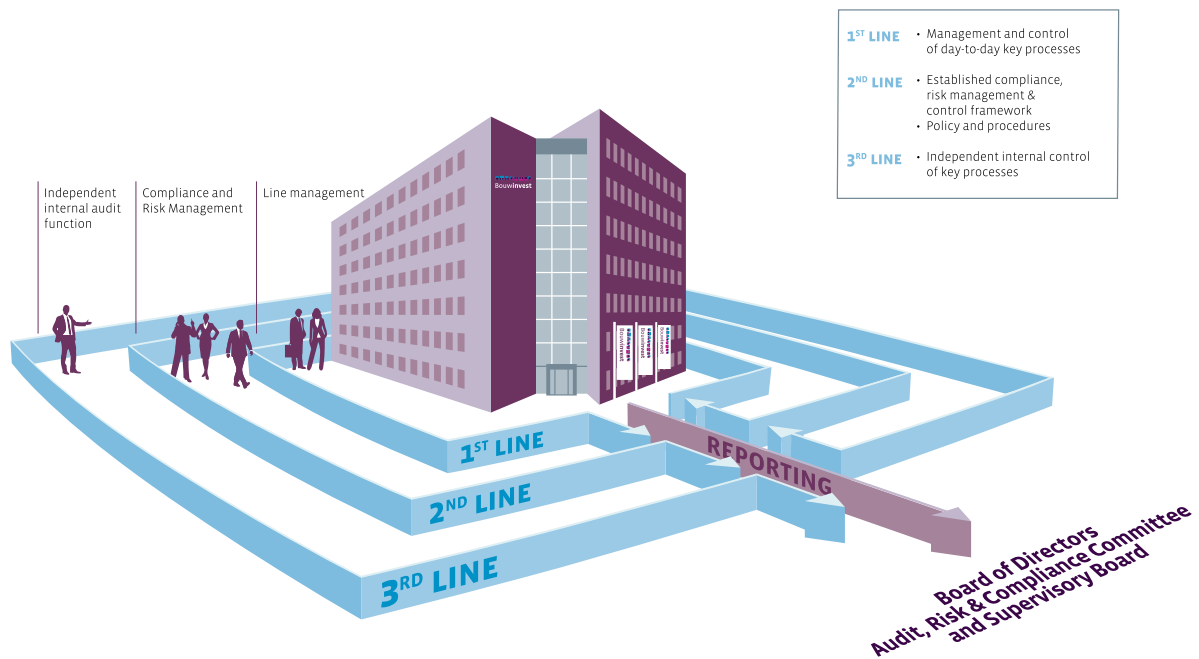 1ST LINE
• Management and control
of day-to-day key processes
2ND LINE
• Established compliance,
risk management &
control framework
• Policy and procedures
3RD LINE
• Independent internal control
of key processes
Independent
internal audit
function
Compliance and
Risk Management
Line management
Bouwinvest
Bouwinvest
Bouwinvest
Bouwinvest
1ST LINE
2ND LINE
3RD LINE
REPORTING
Board of Directors
Audit, Risk & Compliance Committee
and Supervisory Board